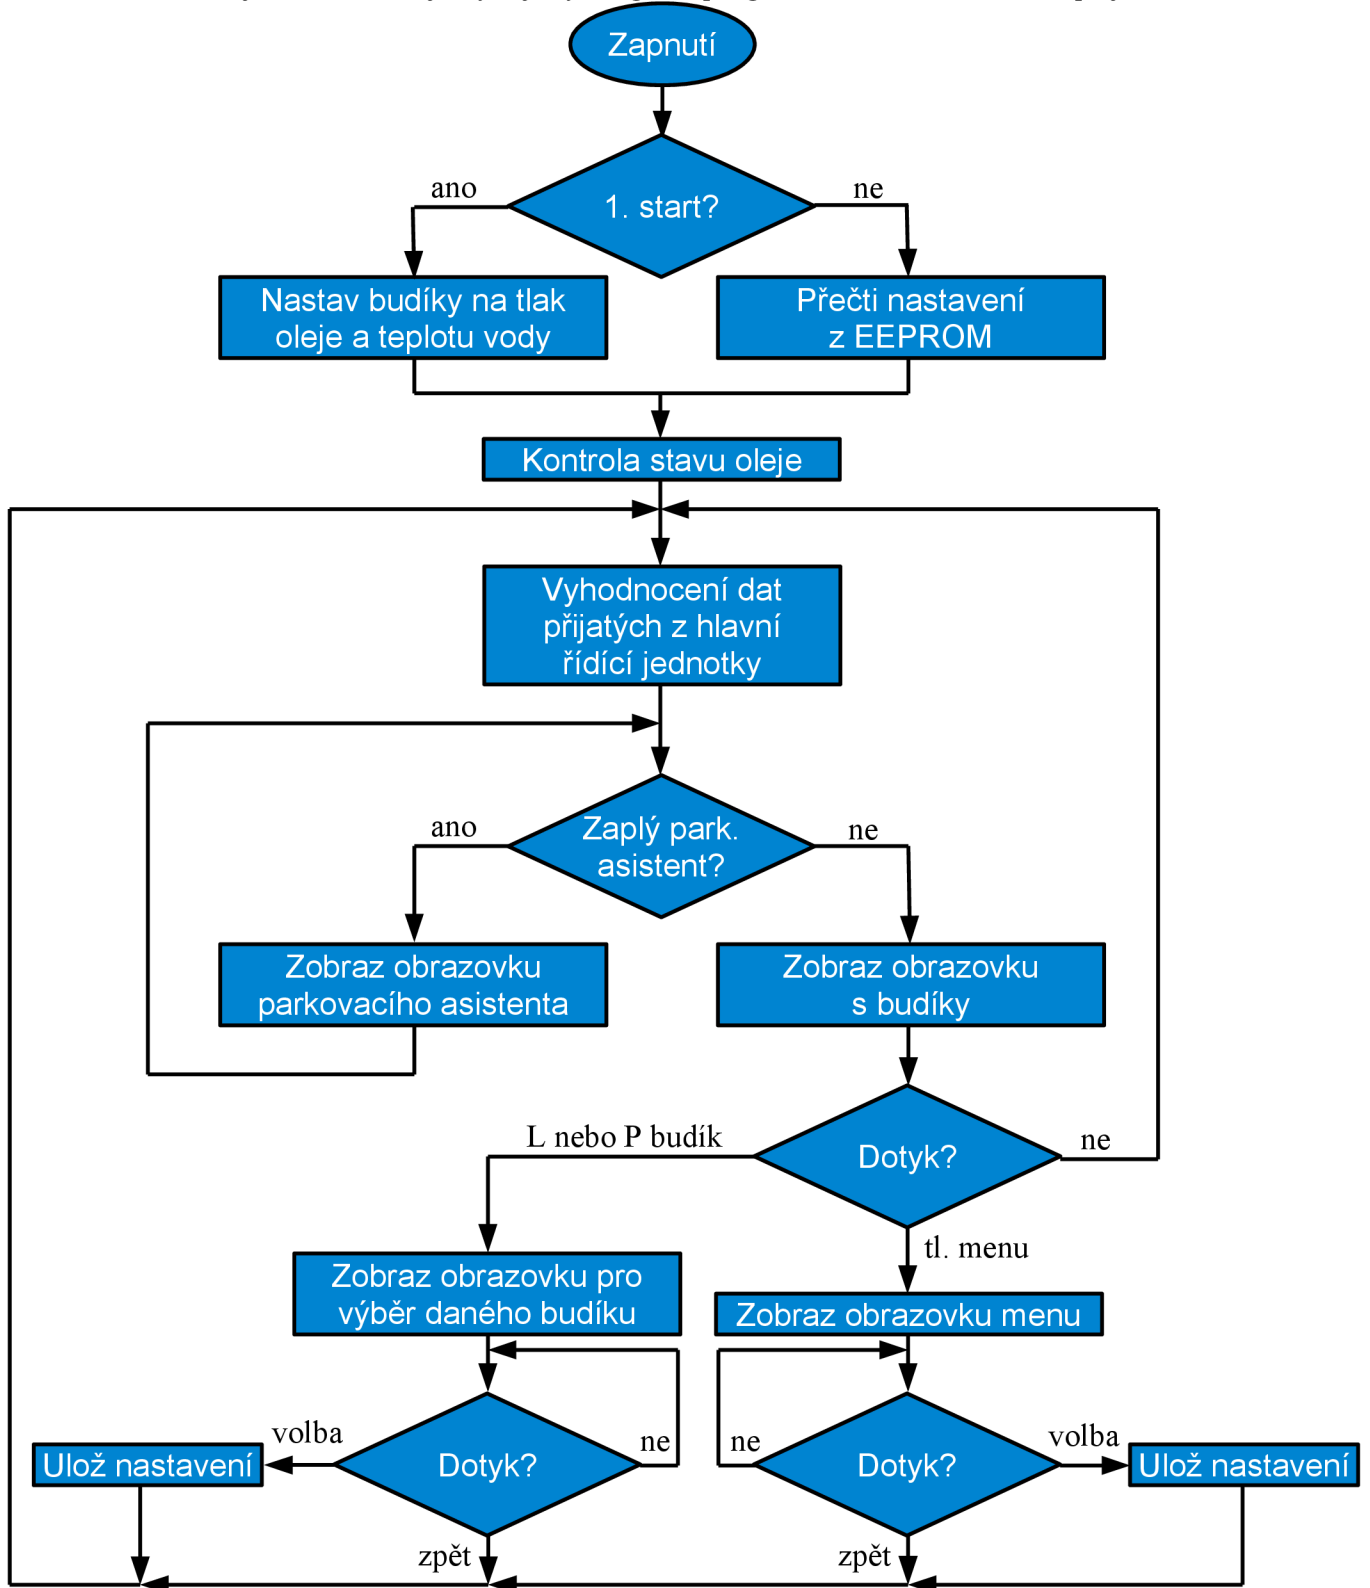 Zapnutí
1. start?
ano
ne
Nastav budíky na tlak
oleje a teplotu vody
Přečti nastavení
z EEPROM
Kontrola stavu oleje
Vyhodnocení dat
přijatých z hlavní
řídící jednotky
Zaplý park.
asistent?
ano
ne
Zobraz obrazovku
parkovacího asistenta
Zobraz obrazovku
s budíky
L nebo P budík
Dotyk?
ne
tl. menu
Zobraz obrazovku pro
výběr daného budíku
Zobraz obrazovku menu
volba
Dotyk?
ne
ne
Dotyk?
volba
Ulož nastavení
Ulož nastavení
zpět
zpět